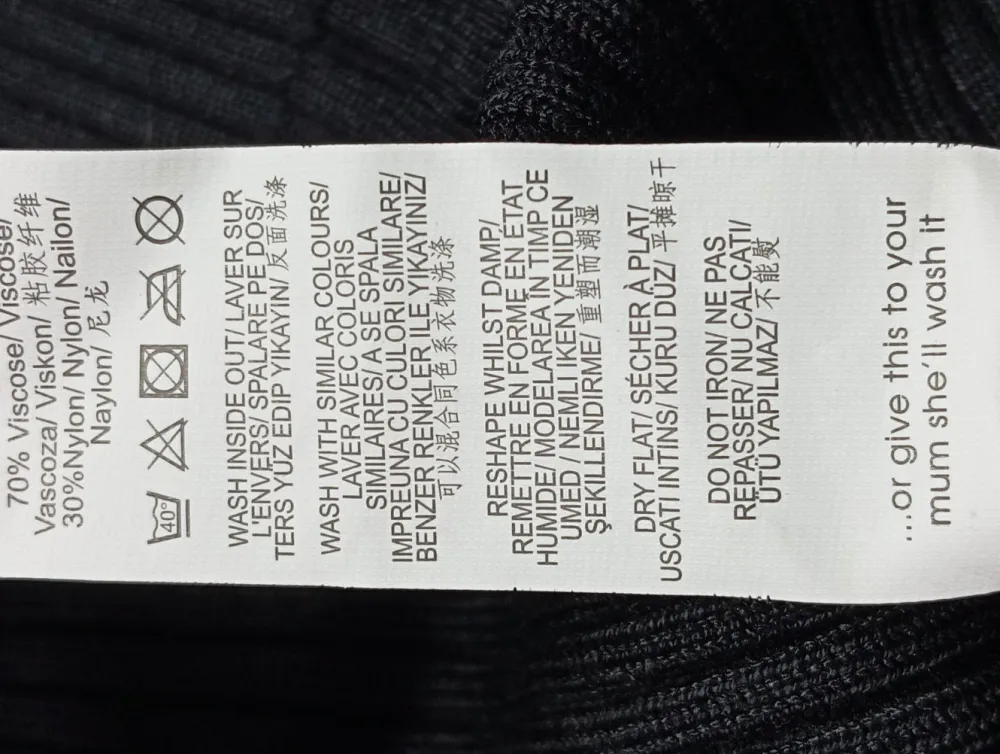 70% Viscose/ Viscose/
Vascoza/ Viskon/ 粘胶纤维
30%Nylon/ Nylon/ Nailon/
Naylon/ 尼龙
40°
WASH INSIDE OUT/ LAVER SUR
L'ENVERS/ SPALARE PE DOS/
TERS YUZ EDIP YIKAYIN/ 反面洗涤
WASH WITH SIMILAR COLOURS/
LAVER AVEC COLORIS
SIMILAIRES/ A SE SPALA
IMPREUNA CU CULORI SIMILARE/
BENZER RENKLER ILE YIKAYINIZ/
可以混合同色系衣物洗涤
RESHAPE WHILST DAMP/
REMETTRE EN FORME EN ÉTAT
HUMIDE/ MODELAREA ÎN TIMP CE
UMED / NEMLI IKEN YENIDEN
ŞEKILLENDIRME/ 重塑而潮湿
DRY FLAT/ SÉCHER À PLAT/
USCATI INTINS/ KURU DUZ/ 平摊晾干
DO NOT IRON/ NE PAS
REPASSER/ NU CALCATI/
UTU YAPILMAZ/ 不能熨
...or give this to your
mum she'll wash it